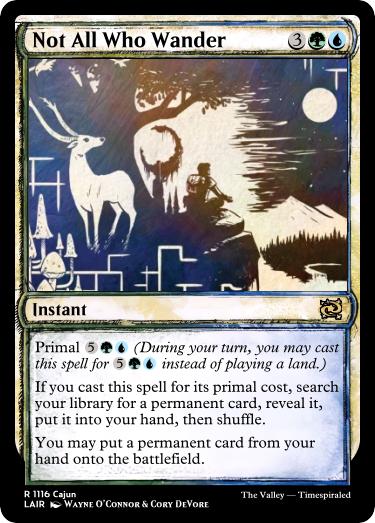 Not All Who Wander 3
Instant
Primal 5 (During your turn, you may cast
this spell for 5 instead of playing a land.)
If you cast this spell for its primal cost, search
your library for a permanent card, reveal it,
put it into your hand, then shuffle.
You may put a permanent card from your
hand onto the battlefield.
R 1116 Cajun
LAIR Wayne O'Connor & Cory DeVore
The Valley — Timespiraled